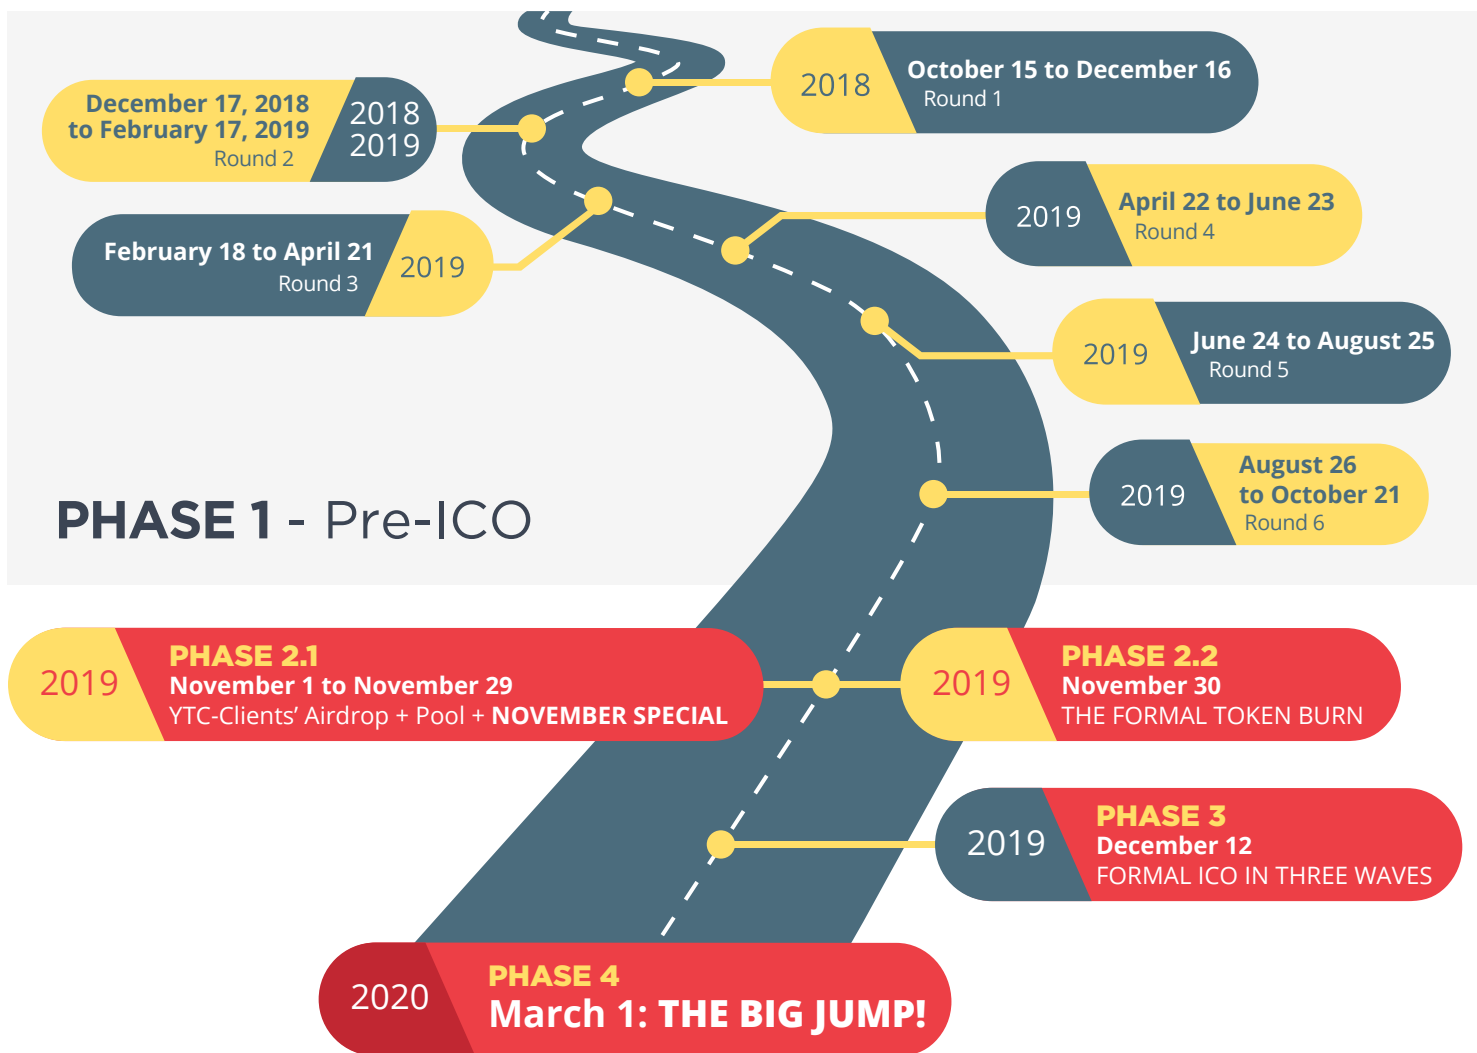 2018
October 15 to December 16
Round 1
December 17, 2018
to February 17, 2019
Round 2
2018
2019
2019
April 22 to June 23
Round 4
February 18 to April 21
Round 3
2019
2019
June 24 to August 25
Round 5
2019
August 26
to October 21
Round 6
PHASE 1 - Pre-ICO
2019
PHASE 2.1
November 1 to November 29
YTC-Clients’ Airdrop + Pool + NOVEMBER SPECIAL
2019
PHASE 2.2
November 30
THE FORMAL TOKEN BURN
2019
PHASE 3
December 12
FORMAL ICO IN THREE WAVES
2020
PHASE 4
March 1: THE BIG JUMP!